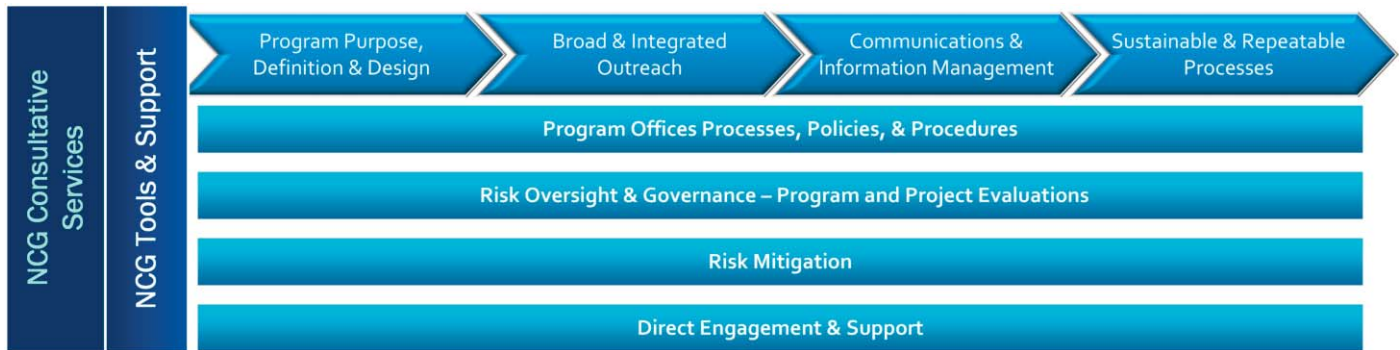 NCG Consultative
Services
NCG Tools & Support
Program Purpose,
Definition & Design
Broad & Integrated
Outreach
Communications &
Information Management
Sustainable & Repeatable
Processes
Program Offices Processes, Policies, & Procedures
Risk Oversight & Governance – Program and Project Evaluations
Risk Mitigation
Direct Engagement & Support